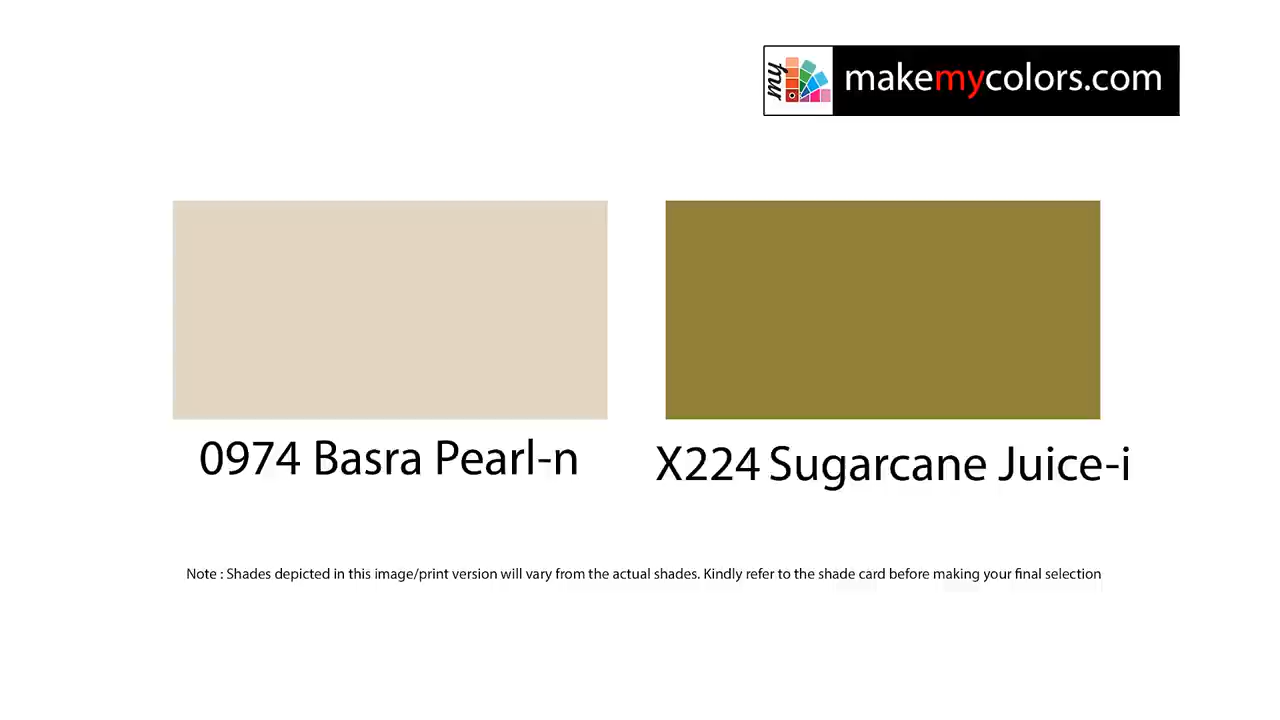 my
makemycolors.com
0974 Basra Pearl-n
X224 Sugarcane Juice-i
Note : Shades depicted in this image/print version will vary from the actual shades. Kindly refer to the shade card before making your final selection